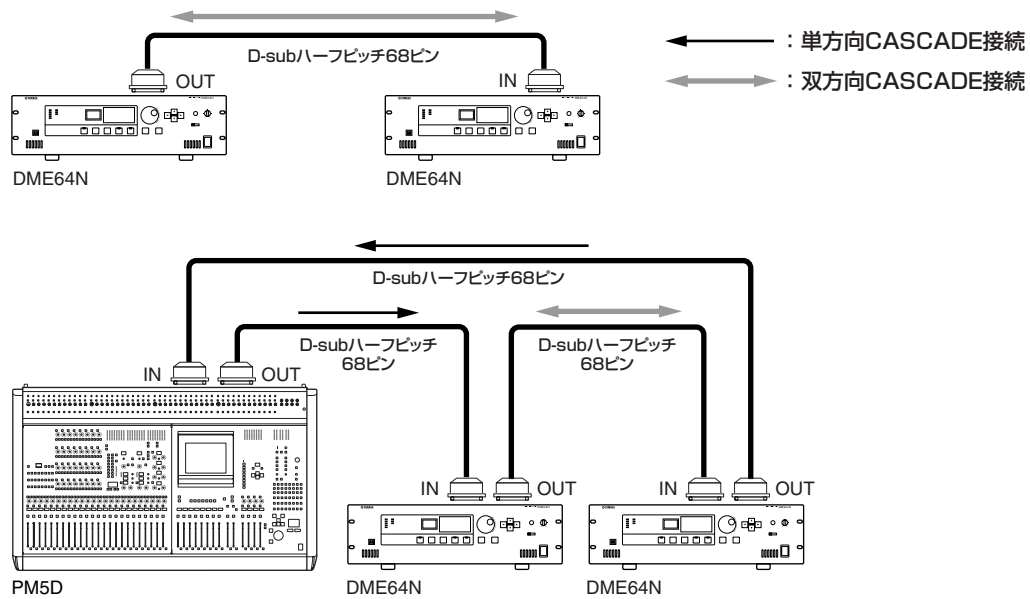 D-subハーフピッチ68ピン
OUT
IN
DME64N
DME64N
：単方向CASCADE接続
：双方向CASCADE接続
D-subハーフピッチ68ピン
D-subハーフピッチ
68ピン
D-subハーフピッチ
68ピン
IN
OUT
IN
OUT
IN
OUT
PM5D
DME64N
DME64N